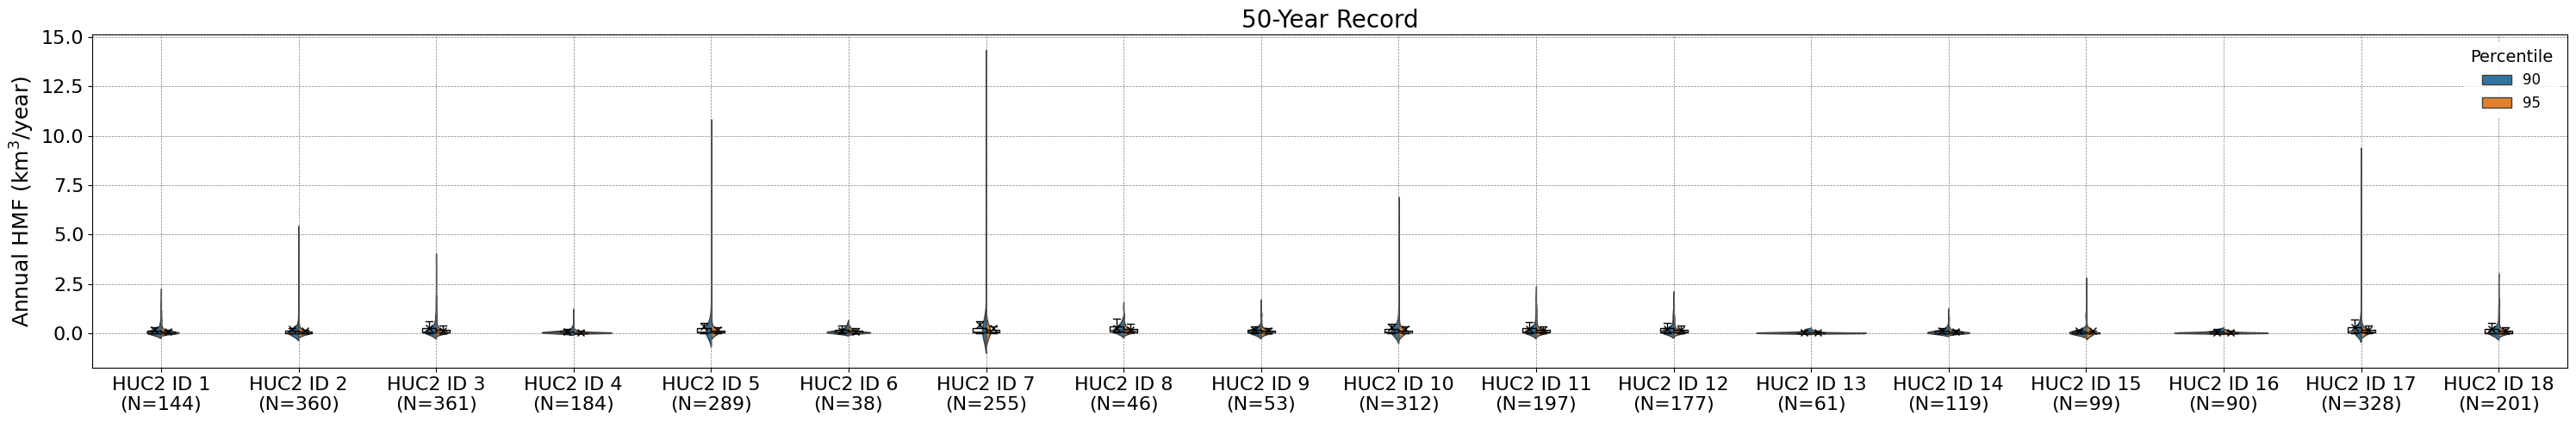 50-Year Record
Annual HMF (km³/year)
15.0
12.5
10.0
7.5
5.0
2.5
0.0
Percentile
90
95
HUC2 ID 1 HUC2 ID 2 HUC2 ID 3 HUC2 ID 4 HUC2 ID 5 HUC2 ID 6 HUC2 ID 7 HUC2 ID 8 HUC2 ID 9 HUC2 ID 10 HUC2 ID 11 HUC2 ID 12 HUC2 ID 13 HUC2 ID 14 HUC2 ID 15 HUC2 ID 16 HUC2 ID 17 HUC2 ID 18
(N=144) (N=360) (N=361) (N=184) (N=289) (N=38) (N=255) (N=46) (N=53) (N=312) (N=197) (N=177) (N=61) (N=119) (N=99) (N=90) (N=328) (N=201)